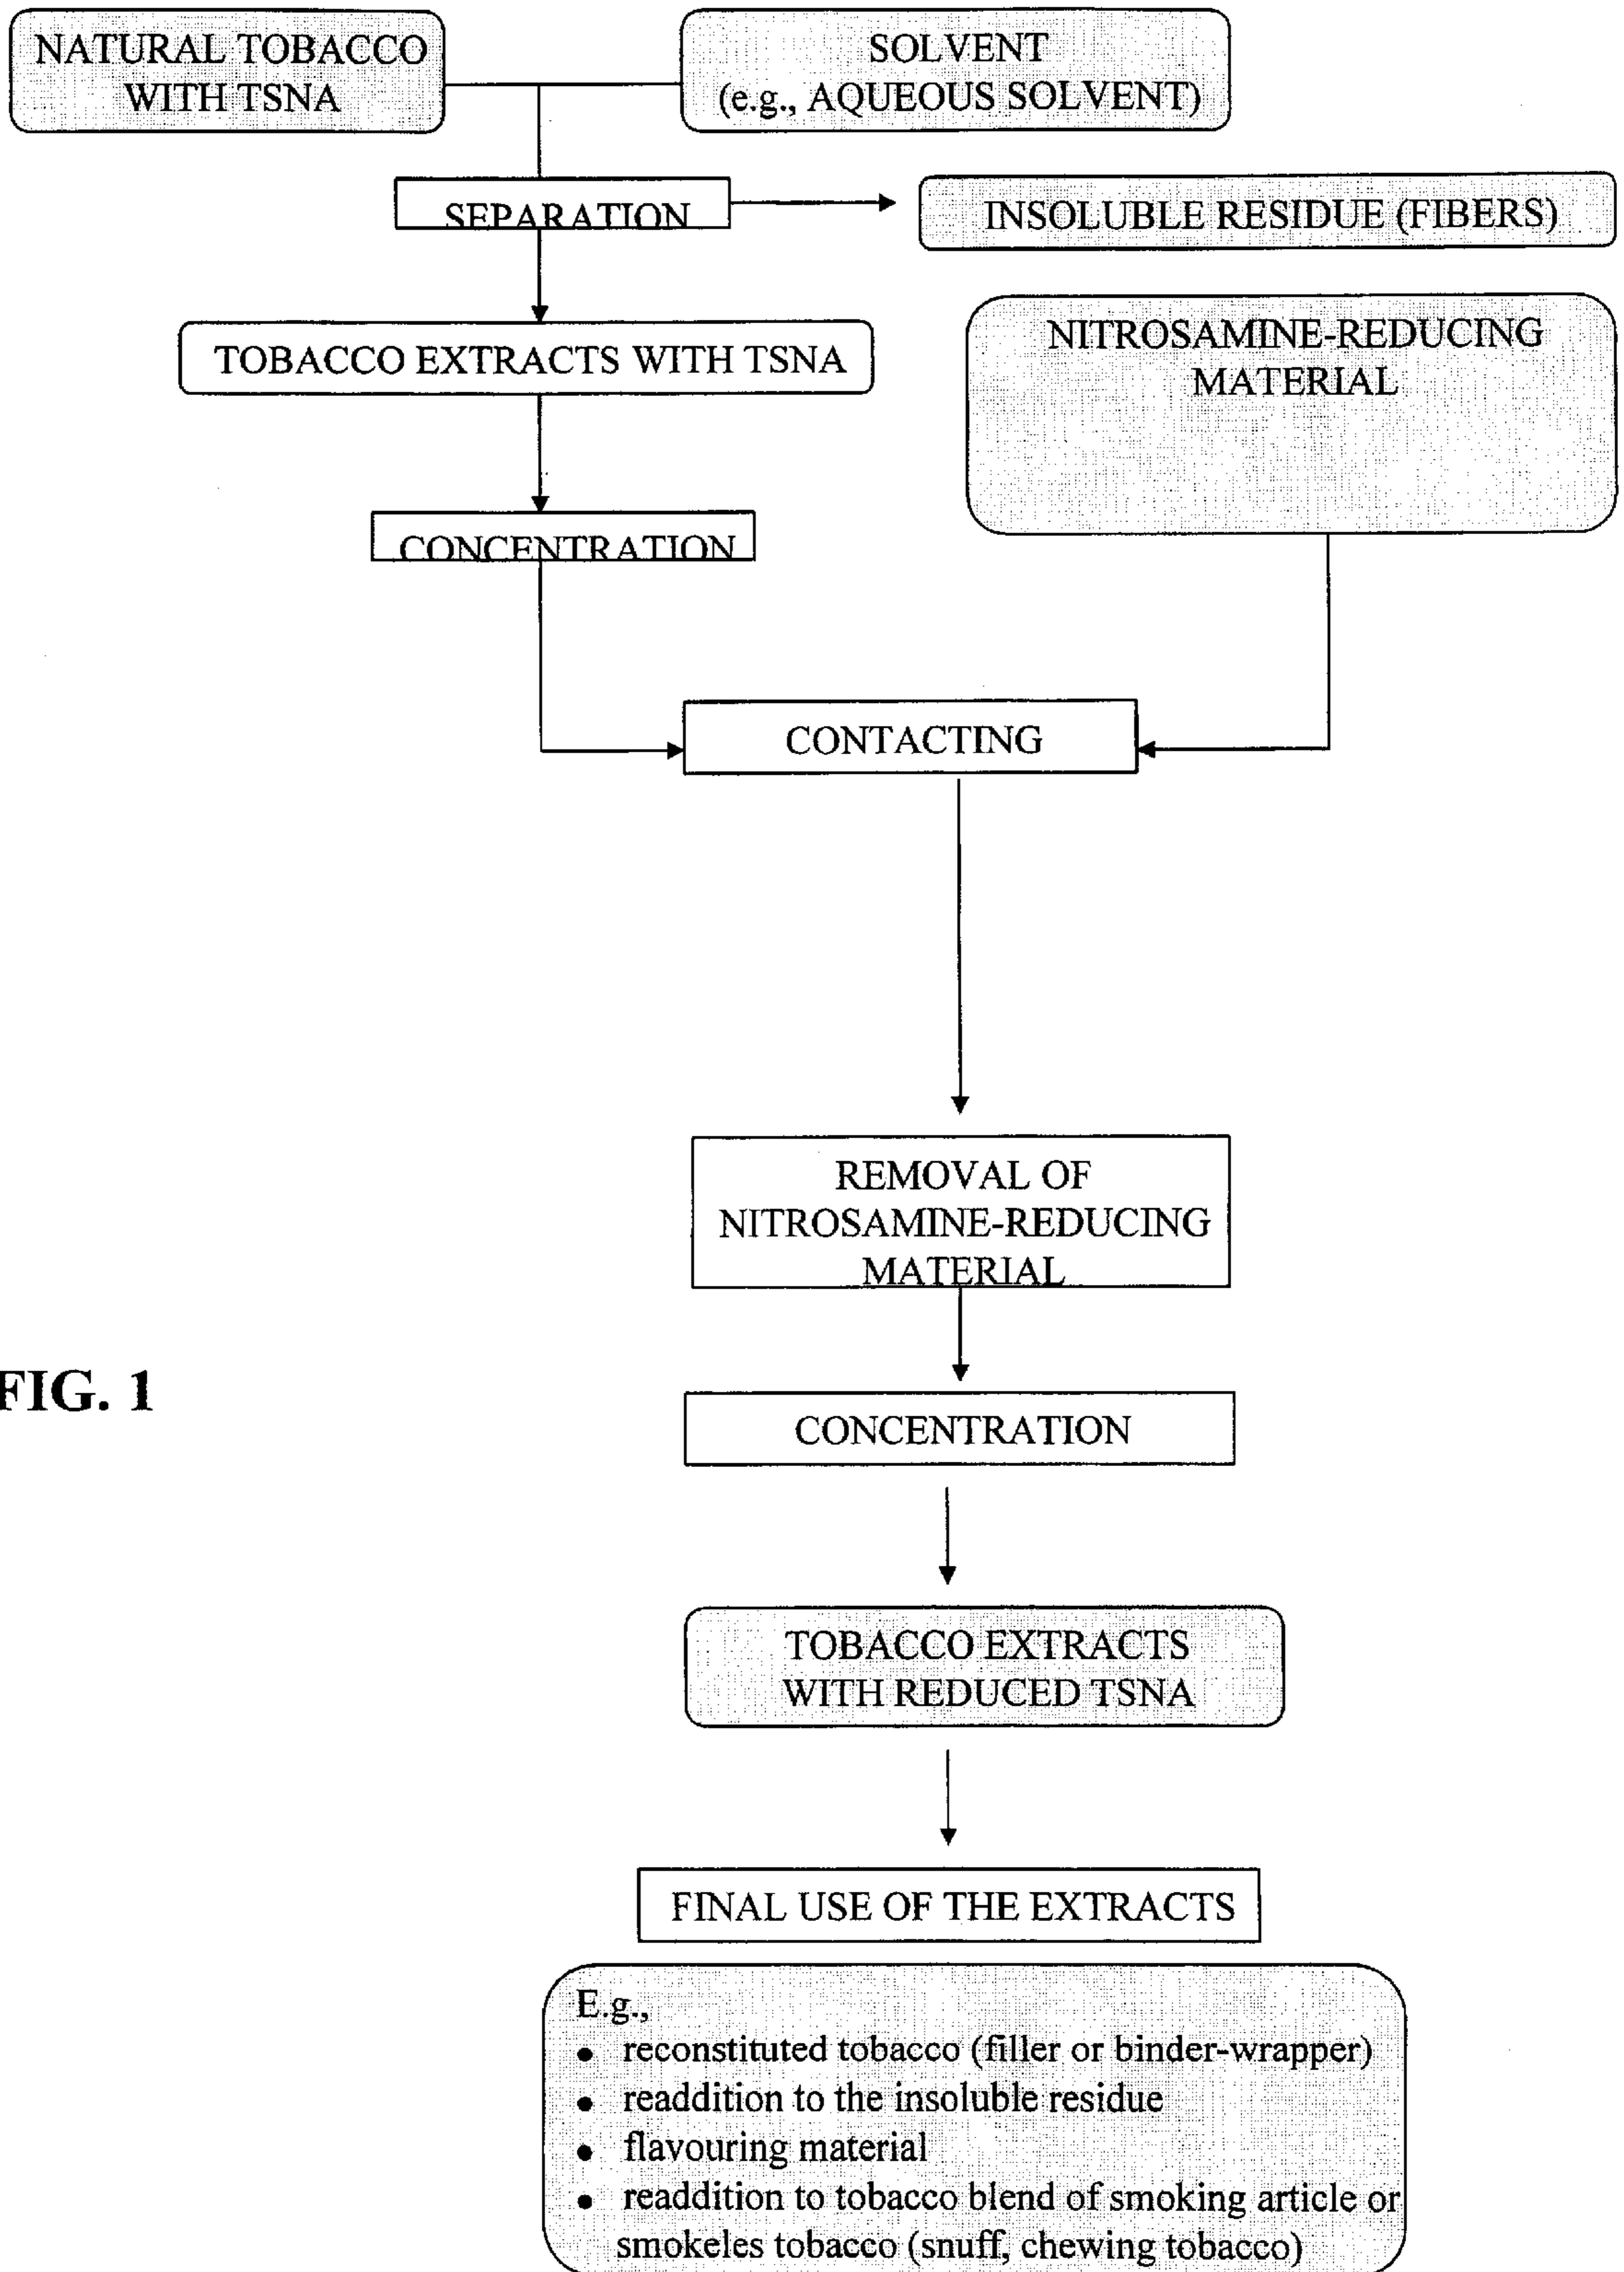 NATURAL TOBACCO
WITH TSNA
SOLVENT
(e.g., AQUEOUS SOLVENT)
SEPARATION
INSOLUBLE RESIDUE (FIBERS)
TOBACCO EXTRACTS WITH TSNA
NITROSAMINE-REDUCING
MATERIAL
CONCENTRATION
CONTACTING
REMOVAL OF
NITROSAMINE-REDUCING
MATERIAL
FIG. 1
CONCENTRATION
TOBACCO EXTRACTS
WITH REDUCED TSNA
FINAL USE OF THE EXTRACTS
E.g.,
• reconstituted tobacco (filler or binder-wrapper)
• readdition to the insoluble residue
• flavouring material
• readdition to tobacco blend of smoking article or
smokeles tobacco (snuff, chewing tobacco)